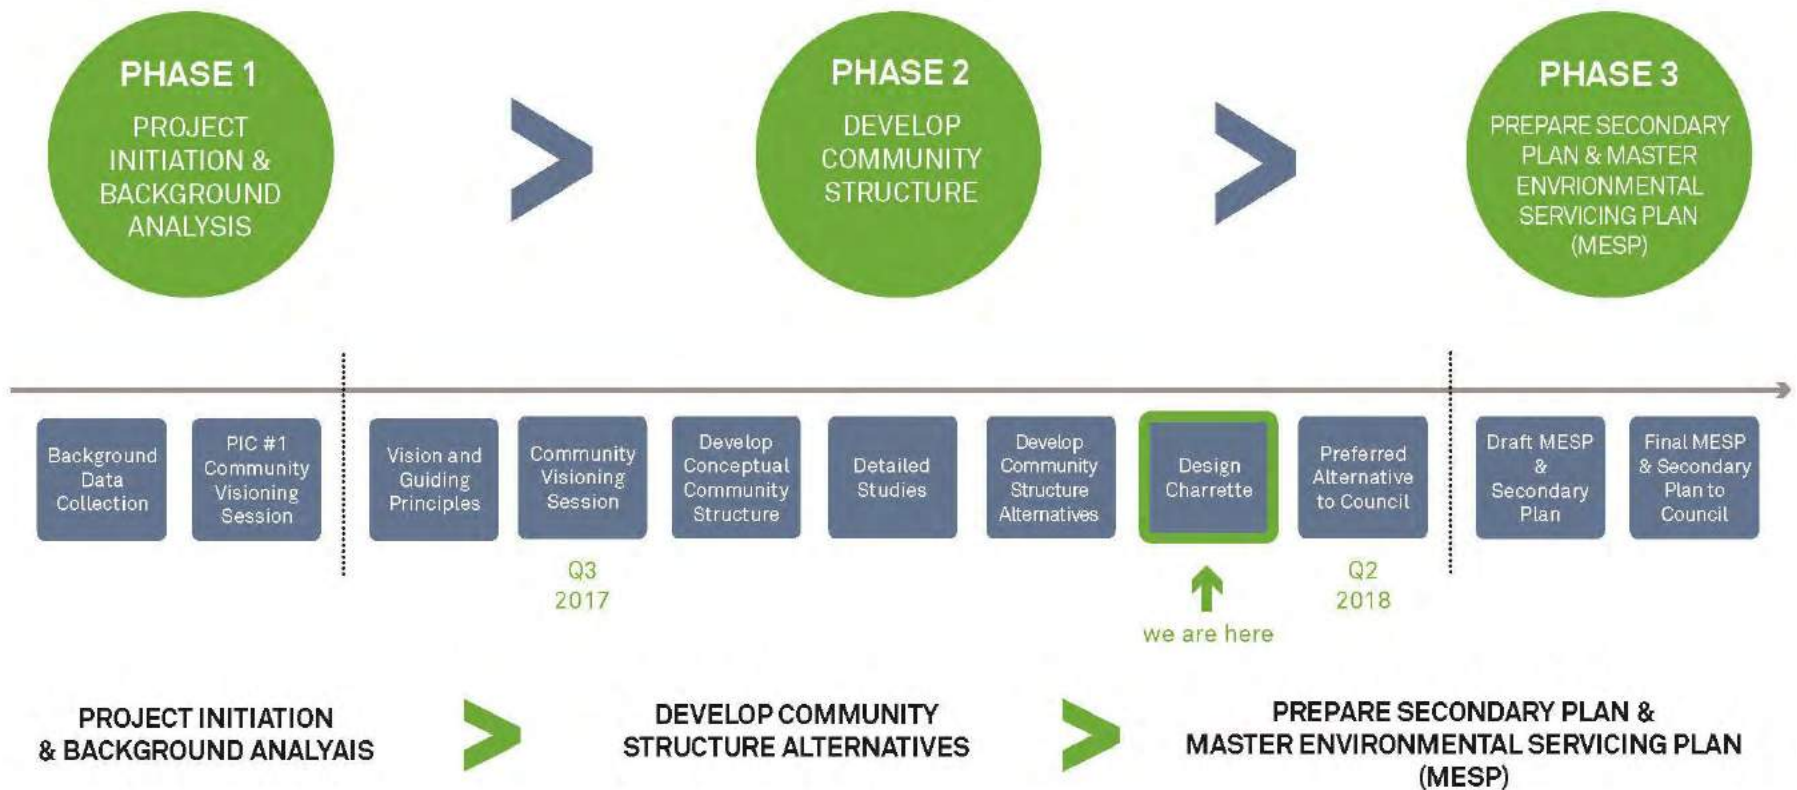 PHASE 1
PROJECT
INITIATION &
BACKGROUND
ANALYSIS
PHASE 2
DEVELOP
COMMUNITY
STRUCTURE
PHASE 3
PREPARE SECONDARY
PLAN & MASTER
ENVRIONMENTAL
SERVICING PLAN
(MESP)
Background
Data
Collection
PIC #1
Community
Visioning
Session
Vision and
Guiding
Principles
Community
Visioning
Session
Develop
Conceptual
Community
Structure
Detailed
Studies
Develop
Community
Structure
Alternatives
Design
Charrette
Preferred
Alternative
to Council
Draft MESP
&
Secondary
Plan
Final MESP
& Secondary
Plan to
Council
Q3
2017
we are here
Q2
2018
PROJECT INITIATION
& BACKGROUND ANALYAIS
DEVELOP COMMUNITY
STRUCTURE ALTERNATIVES
PREPARE SECONDARY PLAN &
MASTER ENVIRONMENTAL SERVICING PLAN
(MESP)